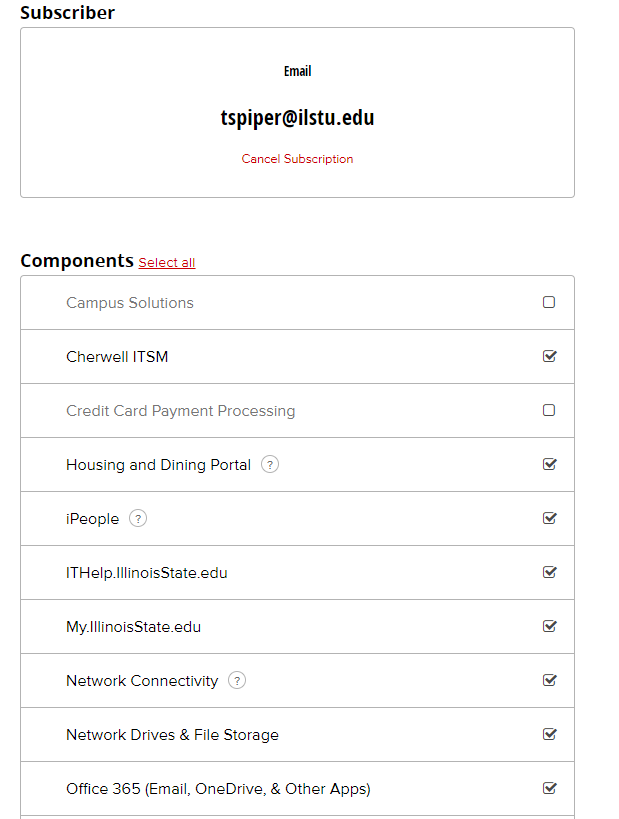 Subscriber
Email
tspiper@ilstu.edu
Cancel Subscription
Components Select all
Campus Solutions
Cherwell ITSM
Credit Card Payment Processing
Housing and Dining Portal ?
iPeople ?
ITHelp.IllinoisState.edu
My.IllinoisState.edu
Network Connectivity ?
Network Drives & File Storage
Office 365 (Email, OneDrive, & Other Apps)